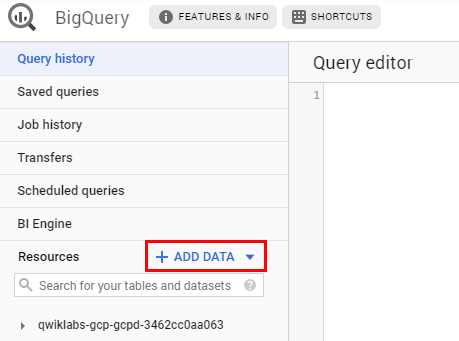 BigQuery
FEATURES & INFO
SHORTCUTS
Query history
Saved queries
Job history
Transfers
Scheduled queries
BI Engine
Resources
ADD DATA
Search for your tables and datasets
?
qwiklabs-gcp-gcpd-3462cc0aa063
Query editor
1